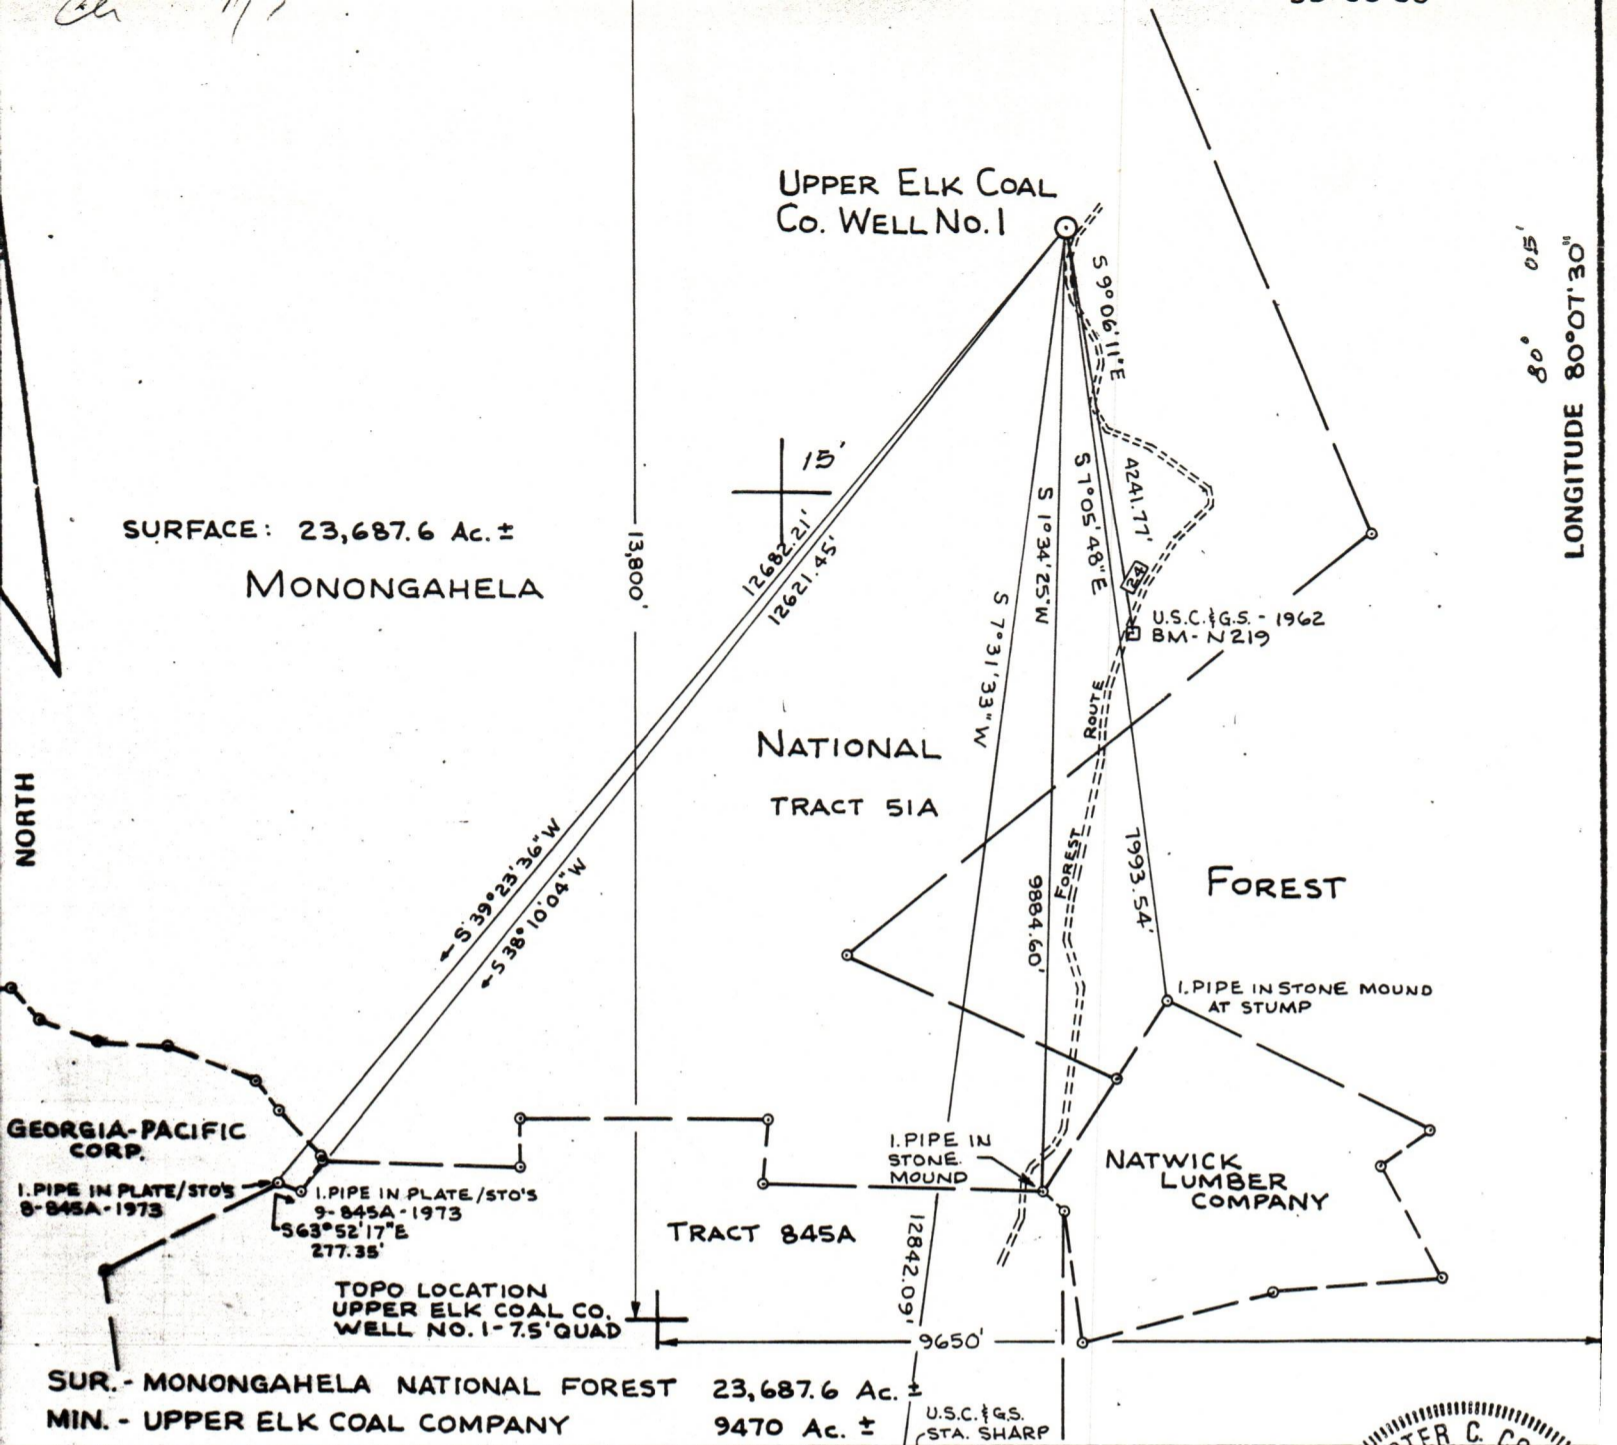 UPPER ELK COAL
CO. WELL NO. 1
15'
SURFACE: 23,687.6 Ac. ±
MONONGAHELA
13,800'
12682.21'
12621.45'
S 9°06'11"E
4241.77'
S 7°05'48"E
S 1°34'25"W
S 7°31'33"W
24
U.S.C.&G.S. - 1962
BM - N219
80° 05'
LONGITUDE 80°07'30"
NATIONAL
TRACT 51A
ROUTE
FOREST
FOREST
NORTH
S 39°23'36"W
S 38°10'04"W
9884.60'
7993.54'
I. PIPE IN STONE MOUND
AT STUMP
GEORGIA-PACIFIC
CORP.
I. PIPE IN PLATE/STO'S
8-845A-1973
I. PIPE IN PLATE/STO'S
9-845A-1973
S63°52'17"E
277.35'
I. PIPE IN
STONE
MOUND
NATWICK
LUMBER
COMPANY
TRACT 845A
12842.09'
TOPO LOCATION
UPPER ELK COAL CO.
WELL NO. 1-7.5' QUAD
9650'
SUR. - MONONGAHELA NATIONAL FOREST 23,687.6 Ac. ±
MIN. - UPPER ELK COAL COMPANY 9470 Ac. ±
U.S.C.&G.S.
STA. SHARP